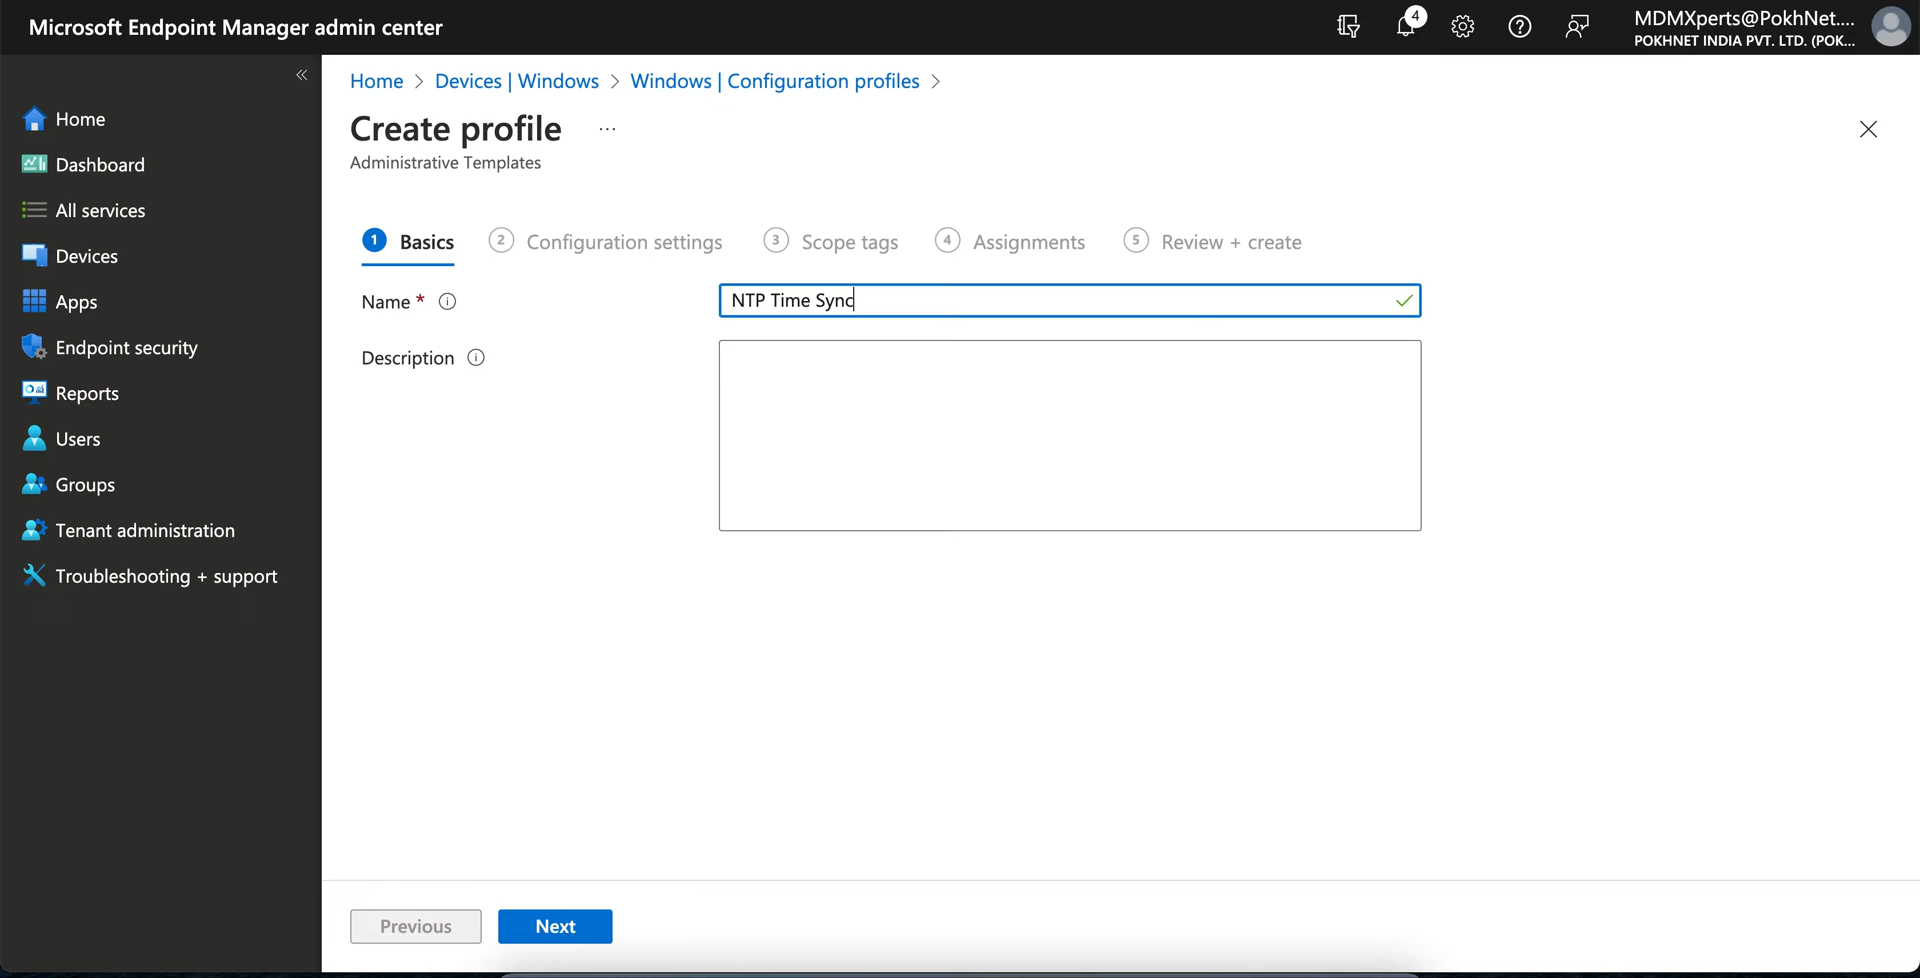 Microsoft Endpoint Manager admin center
4
MDMXperts@PokhNet....
POKHNET INDIA PVT. LTD. (POK...
«
Home
Dashboard
All services
Devices
Apps
Endpoint security
Reports
Users
Groups
Tenant administration
Troubleshooting + support
Home > Devices | Windows > Windows | Configuration profiles >
Create profile ...
Administrative Templates
1 Basics 2 Configuration settings 3 Scope tags 4 Assignments 5 Review + create
Name * NTP Time Sync
Description
Previous Next